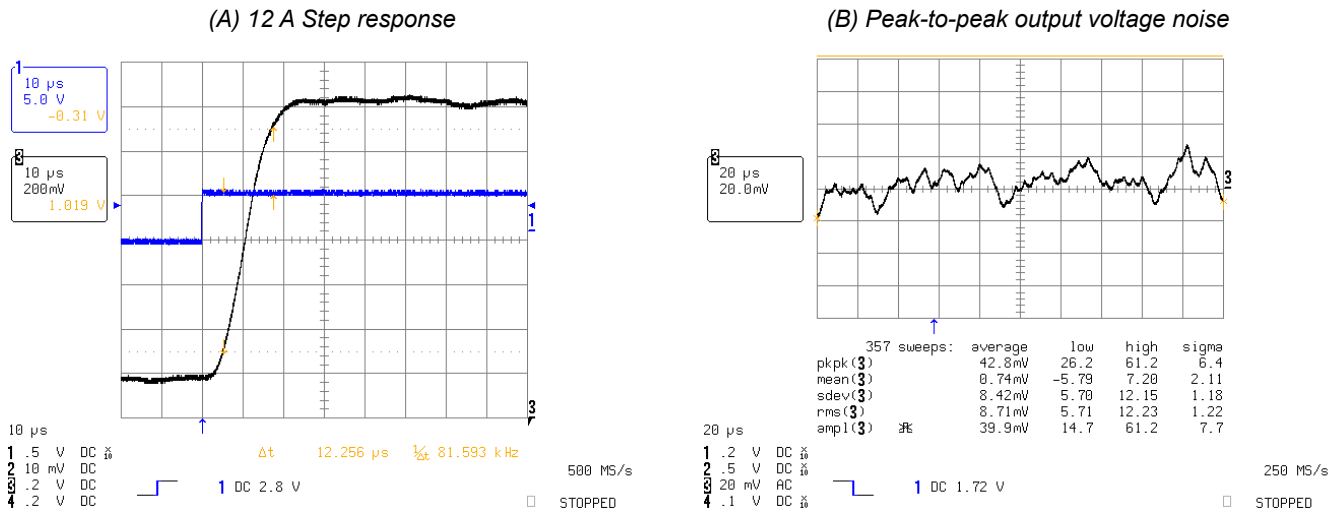 (A) 12 A Step response
1
10 µs
5.0 V
-0.31 V
3
10 µs
200mV
1.019 V
1
3
10 µs
1 .5 V DC X10
2 10 mV DC
3 .2 V DC
4 .2 V DC
Δt 12.256 µs 1/Δt 81.593 kHz
1 DC 2.8 V
500 MS/s
STOPPED
(B) Peak-to-peak output voltage noise
3
20 µs
20.0mV
3
357 sweeps: average low high sigma
pkpk(3) 42.8mV 26.2 61.2 6.4
mean(3) 0.74mV -5.79 7.20 2.11
sdev(3) 8.42mV 5.70 12.15 1.18
rms(3) 8.71mV 5.71 12.23 1.22
ampl(3) 39.9mV 14.7 61.2 7.7
20 µs
1 .2 V DC X10
2 .5 V DC X10
3 20 mV AC
4 .1 V DC X10
1 DC 1.72 V
250 MS/s
STOPPED